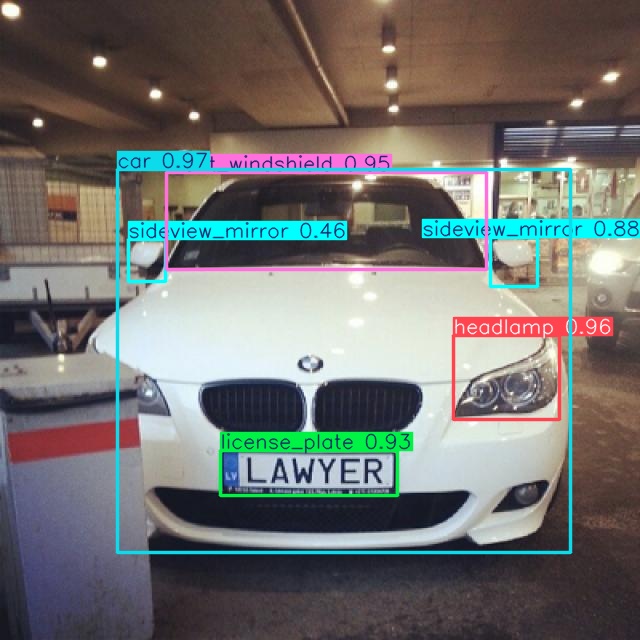 car 0.97
t_windshield 0.95
sideview_mirror 0.46
sideview_mirror 0.88
headlamp 0.96
license_plate 0.93
LV
LAWYER